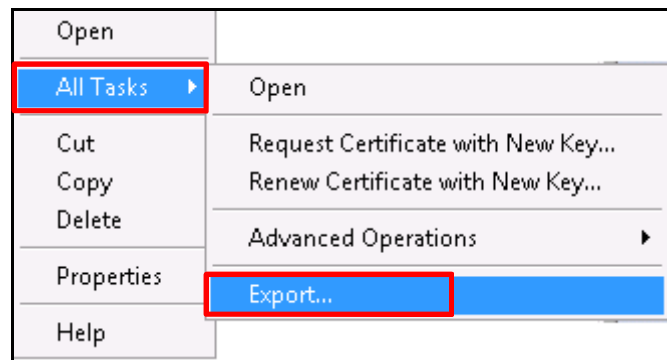 Open
All Tasks
Cut
Copy
Delete
Properties
Help
Open
Request Certificate with New Key...
Renew Certificate with New Key...
Advanced Operations
Export...